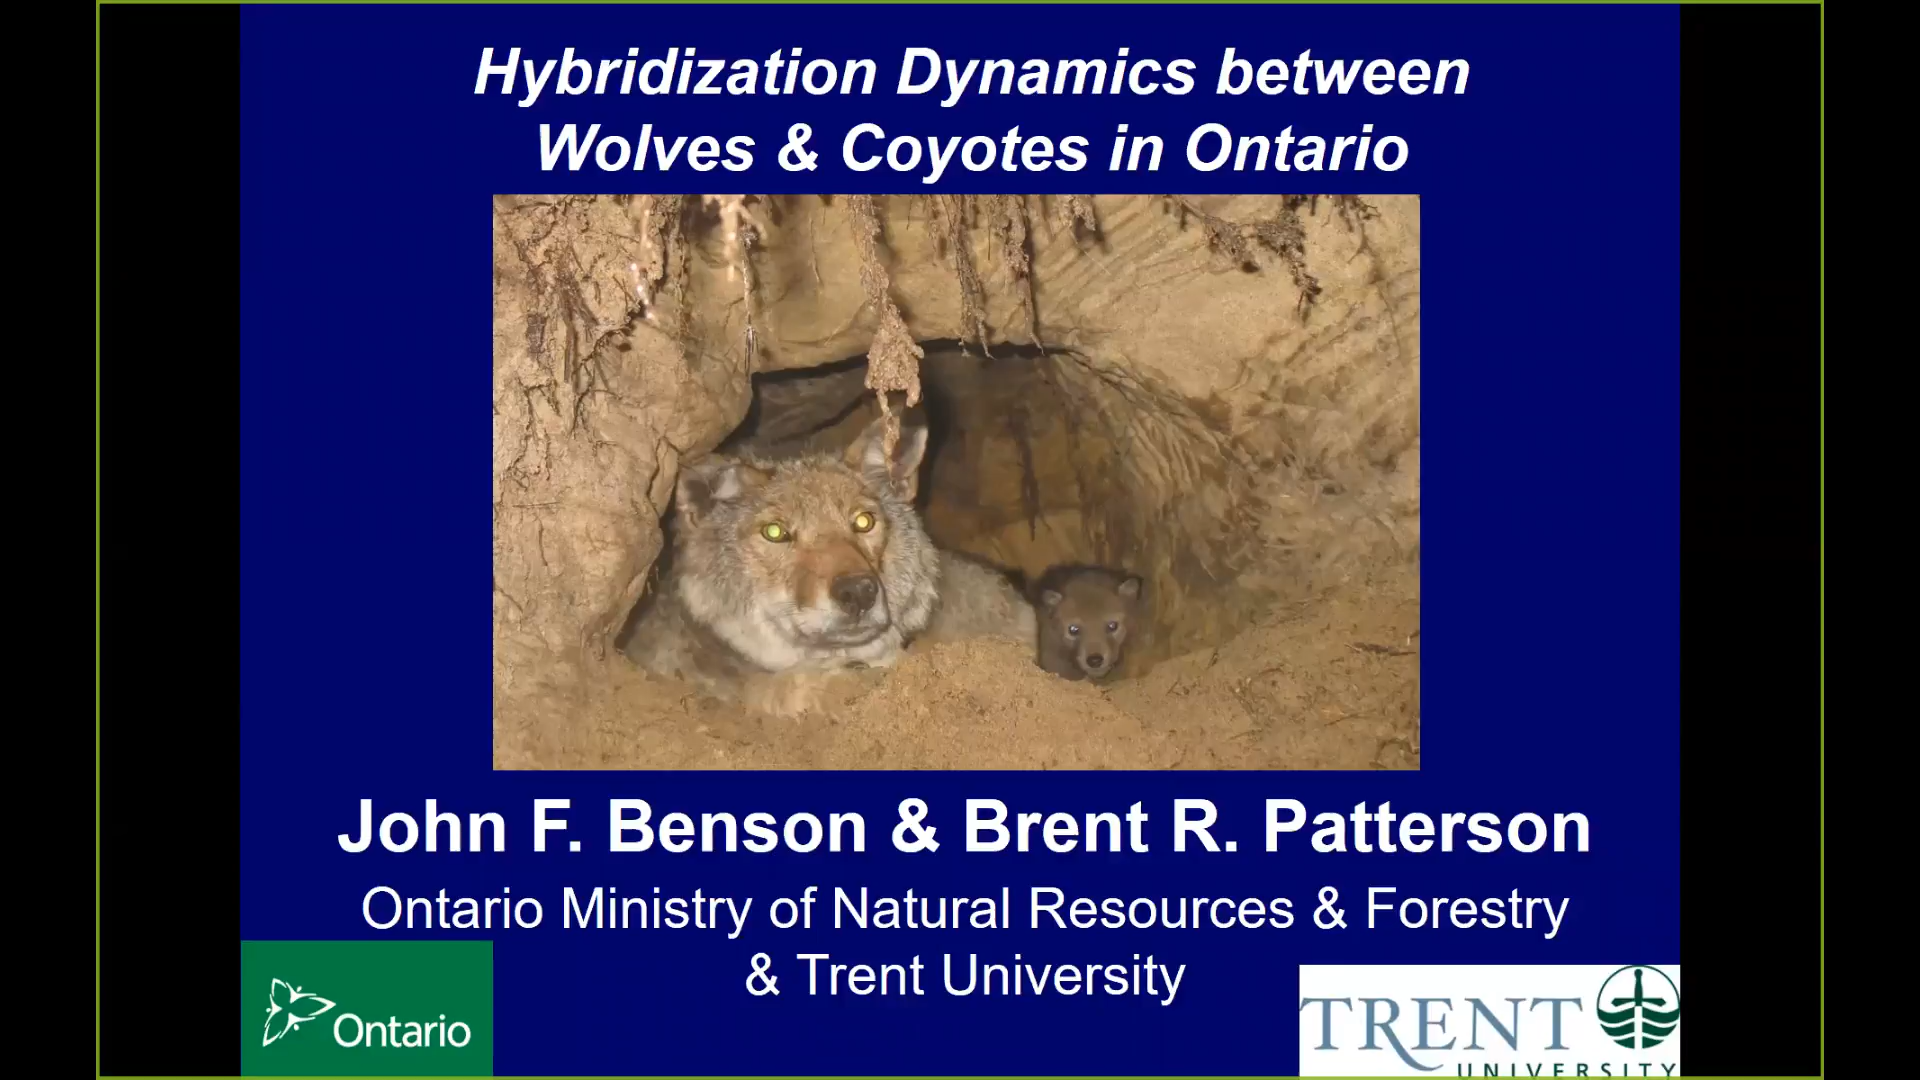 Hybridization Dynamics between
Wolves & Coyotes in Ontario
John F. Benson & Brent R. Patterson
Ontario Ministry of Natural Resources & Forestry
& Trent University
Ontario
TRENT
UNIVERSITY